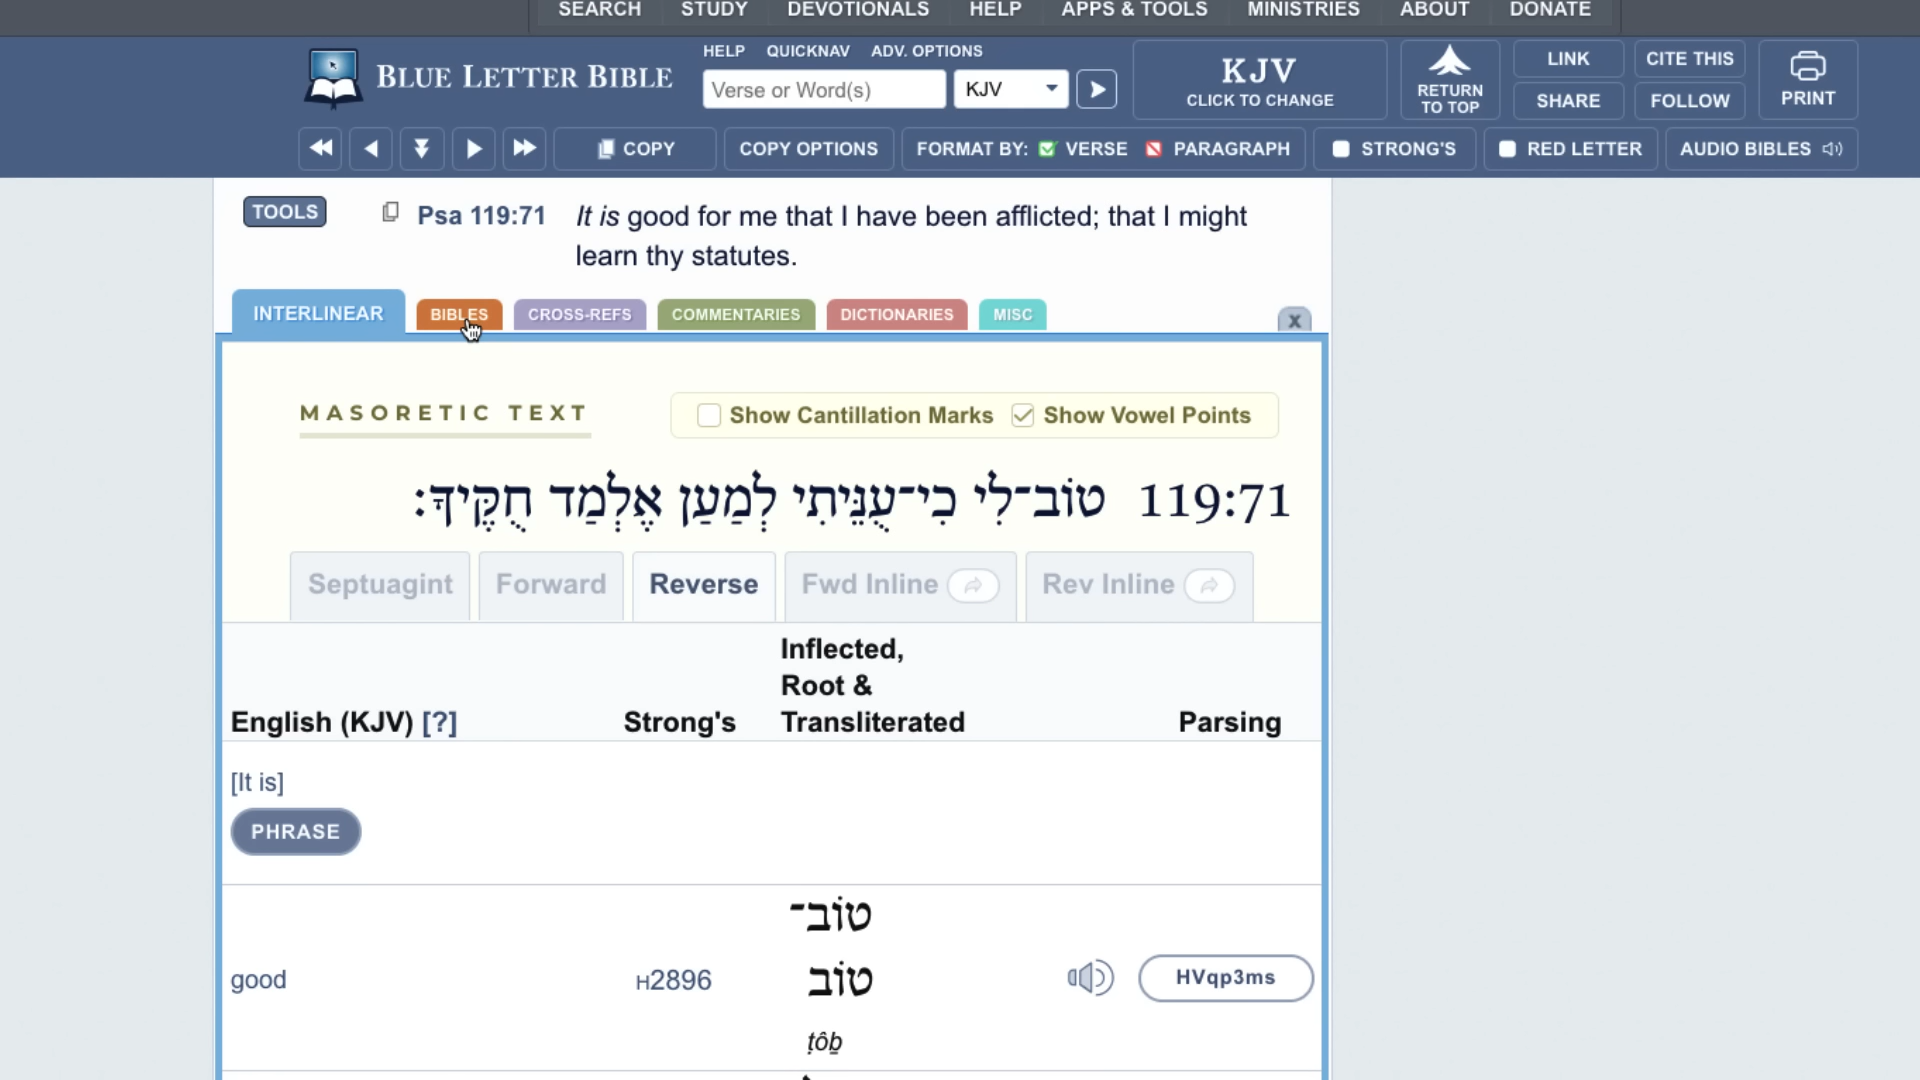 SEARCH STUDY DEVOTIONALS HELP APPS & TOOLS MINISTRIES ABOUT DONATE
BLUE LETTER BIBLE
HELP QUICKNAV ADV. OPTIONS
Verse or Word(s) KJV
KJV
CLICK TO CHANGE
RETURN
TO TOP
LINK CITE THIS
SHARE FOLLOW
PRINT
COPY COPY OPTIONS FORMAT BY: VERSE PARAGRAPH STRONG'S RED LETTER AUDIO BIBLES
TOOLS Psa 119:71 It is good for me that I have been afflicted; that I might
learn thy statutes.
INTERLINEAR BIBLES CROSS-REFS COMMENTARIES DICTIONARIES MISC X
MASORETIC TEXT Show Cantillation Marks Show Vowel Points
119:71 טוֹב־לִי כִי־עֻנֵּיתִי לְמַעַן אֶלְמַד חֻקֶּיךָ׃
Septuagint Forward Reverse Fwd Inline Rev Inline
English (KJV) [?] Strong's Inflected,
Root &
Transliterated Parsing
[It is]
PHRASE
טוֹב־
good H2896 טוֹב HVqp3ms
ṭôḇ